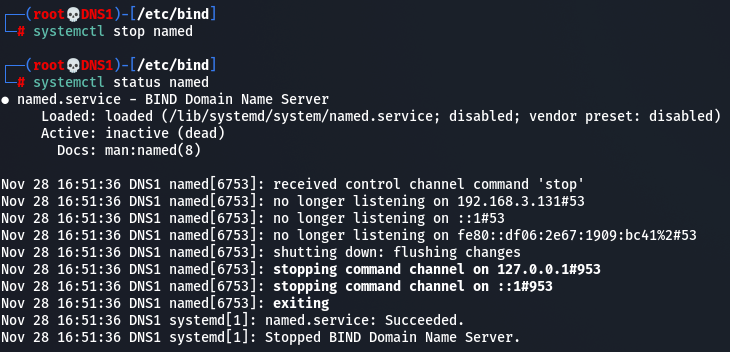 ┌──(root💀DNS1)-[/etc/bind]
└─# systemctl stop named
┌──(root💀DNS1)-[/etc/bind]
└─# systemctl status named
● named.service - BIND Domain Name Server
Loaded: loaded (/lib/systemd/system/named.service; disabled; vendor preset: disabled)
Active: inactive (dead)
Docs: man:named(8)
Nov 28 16:51:36 DNS1 named[6753]: received control channel command 'stop'
Nov 28 16:51:36 DNS1 named[6753]: no longer listening on 192.168.3.131#53
Nov 28 16:51:36 DNS1 named[6753]: no longer listening on ::1#53
Nov 28 16:51:36 DNS1 named[6753]: no longer listening on fe80::df06:2e67:1909:bc41%2#53
Nov 28 16:51:36 DNS1 named[6753]: shutting down: flushing changes
Nov 28 16:51:36 DNS1 named[6753]: stopping command channel on 127.0.0.1#953
Nov 28 16:51:36 DNS1 named[6753]: stopping command channel on ::1#953
Nov 28 16:51:36 DNS1 named[6753]: exiting
Nov 28 16:51:36 DNS1 systemd[1]: named.service: Succeeded.
Nov 28 16:51:36 DNS1 systemd[1]: Stopped BIND Domain Name Server.